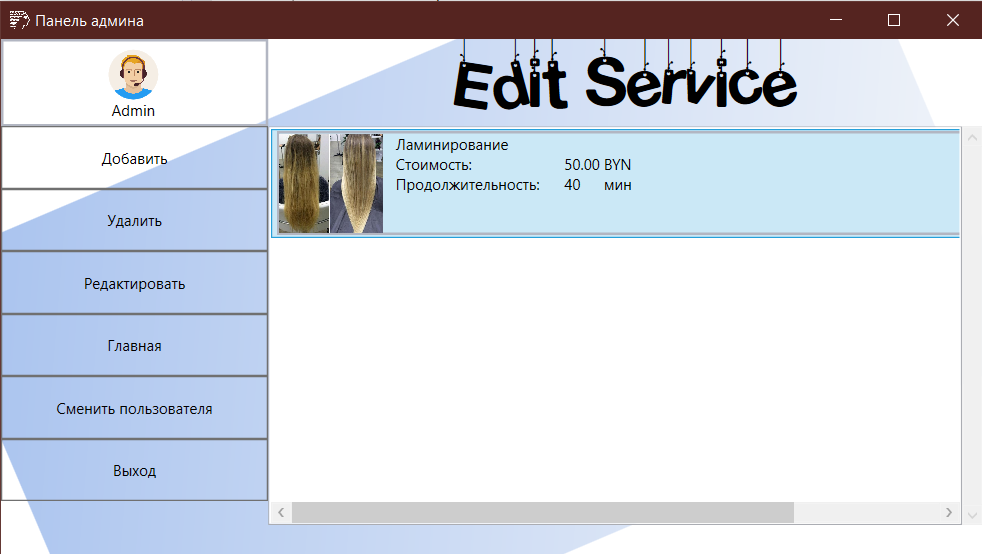 Панель админа
Edit Service
Admin
Добавить
Удалить
Редактировать
Главная
Сменить пользователя
Выход
Ламинирование
Стоимость: 50.00 BYN
Продолжительность: 40 мин